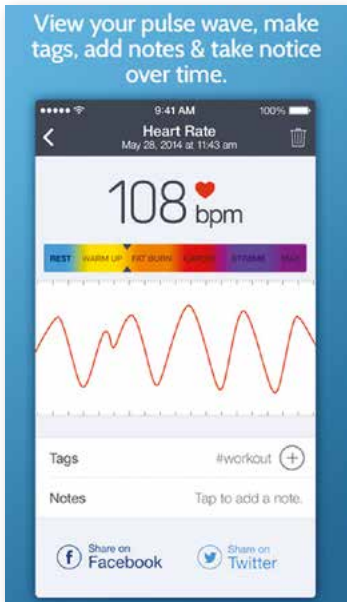 View your pulse wave, make
tags, add notes & take notice
over time.
9:41 AM 100%
Heart Rate
May 28, 2014 at 11:43 am
108 bpm
REST WARM UP FAT BURN CARDIO EXTREME MAX
Tags #workout
Notes Tap to add a note.
Share on
Facebook
Share on
Twitter